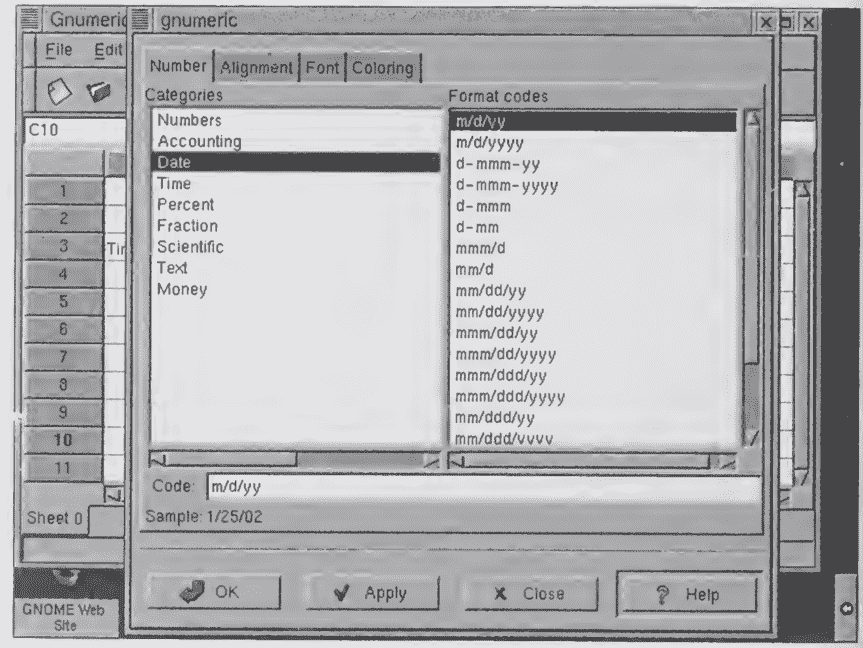 Gnumeric
gnumeric
File Edit
C10
Number Alignment Font Coloring
Categories
Numbers
Accounting
Date
Time
Percent
Fraction
Scientific
Text
Money
Format codes
m/d/yy
m/d/yyyy
d-mmm-yy
d-mmm-yyyy
d-mmm
d-mm
mmm/d
mm/d
mm/dd/yy
mm/dd/yyyy
mmm/dd/yy
mmm/dd/yyyy
mmm/ddd/yy
mmm/ddd/yyyy
mm/ddd/yy
mm/ddd/yyyy
1
2
3 Tir
4
5
6
7
8
9
10
11
Code: m/d/yy
Sample: 1/25/02
Sheet 0
OK Apply Close Help
GNOME Web
Site